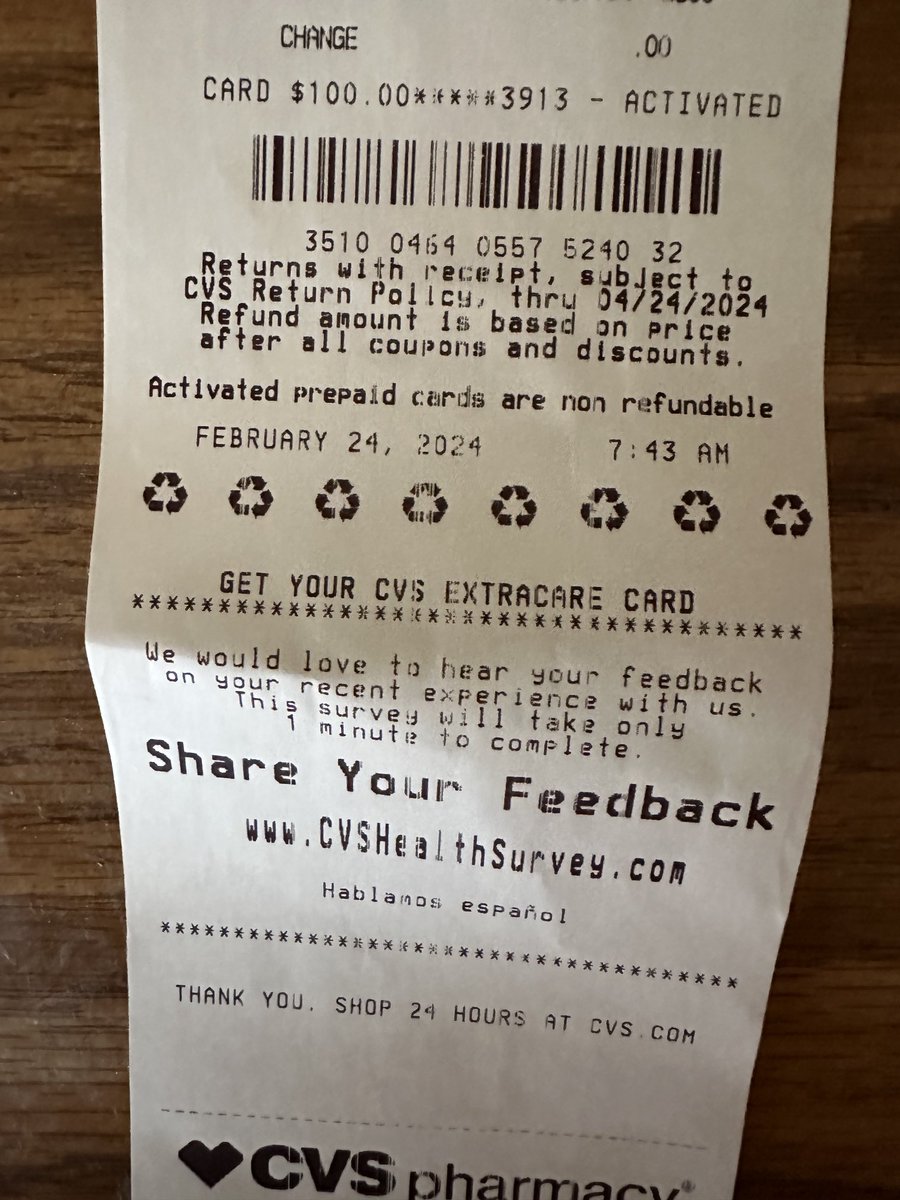 CHANGE .00
CARD $100.00*****3913 - ACTIVATED
3510 0464 0557 5240 32
Returns with receipt, subject to
CVS Return Policy, thru 04/24/2024
Refund amount is based on price
after all coupons and discounts.
Activated prepaid cards are non refundable
FEBRUARY 24, 2024 7:43 AM
GET YOUR CVS EXTRACARE CARD
****************************************
We would love to hear your feedback
on your recent experience with us.
This survey will take only
1 minute to complete.
Share Your Feedback
www.CVSHealthSurvey.com
Hablamos español
****************************************
THANK YOU. SHOP 24 HOURS AT CVS.COM
CVS pharmacy®